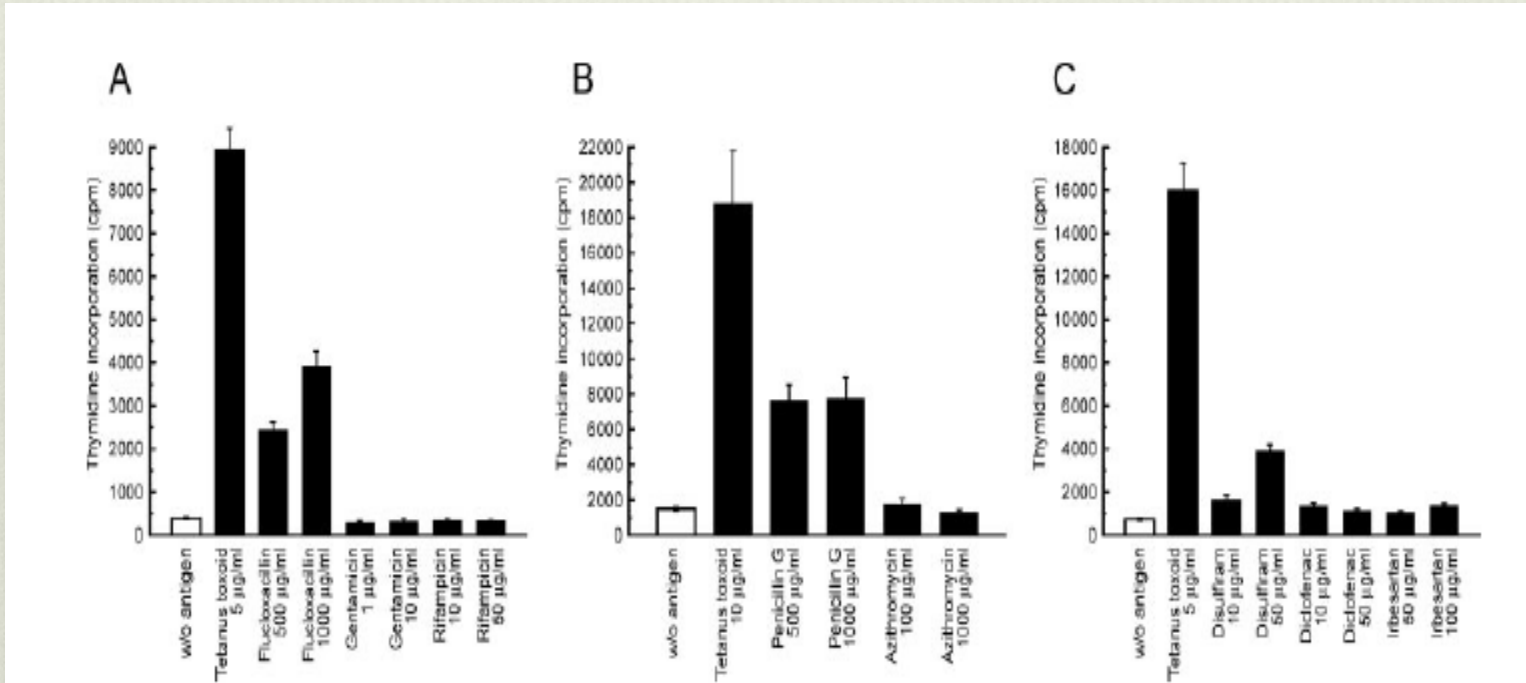 A
Thymidine incorporation (cpm)
9000
8000
7000
6000
5000
4000
3000
2000
1000
0
w/o antigen
Tetanus toxoid
5 µg/ml
Flucloxacillin
500 µg/ml
Flucloxacillin
1000 µg/ml
Gentamicin
1 µg/ml
Gentamicin
10 µg/ml
Rifampicin
10 µg/ml
Rifampicin
50 µg/ml
B
Thymidine incorporation (cpm)
22000
20000
18000
16000
14000
12000
10000
8000
6000
4000
2000
0
w/o antigen
Tetanus toxoid
10 µg/ml
Penicillin G
500 µg/ml
Penicillin G
1000 µg/ml
Azithromycin
100 µg/ml
Azithromycin
1000 µg/ml
C
Thymidine incorporation (cpm)
18000
16000
14000
12000
10000
8000
6000
4000
2000
0
w/o antigen
Tetanus toxoid
5 µg/ml
Disulfiram
10 µg/ml
Disulfiram
50 µg/ml
Diclofenac
10 µg/ml
Diclofenac
50 µg/ml
Irbesartan
50 µg/ml
Irbesartan
100 µg/ml